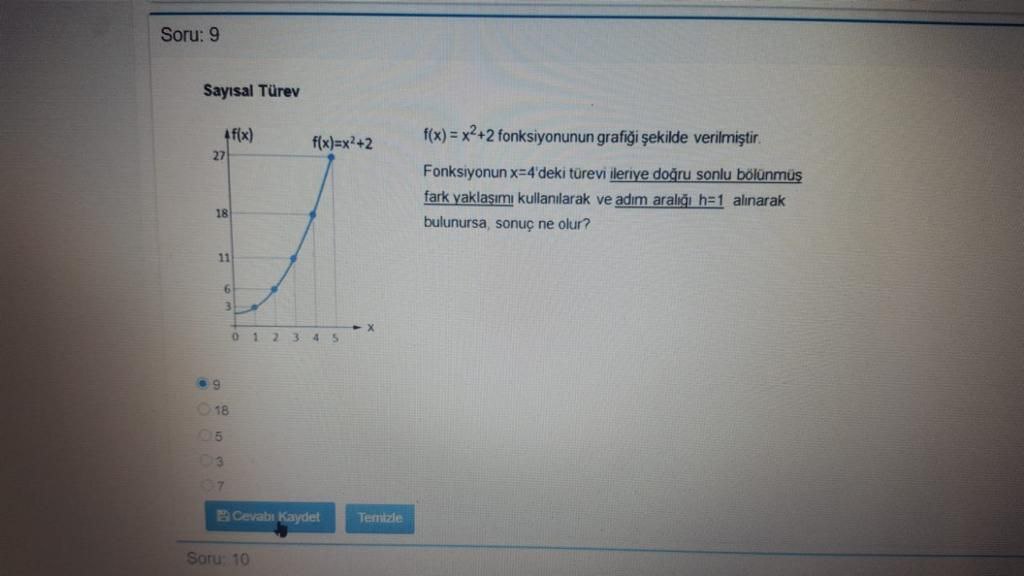 Soru: 9
Sayısal Türev
f(x)
f(x)=x²+2
27
18
11
6
3
0 1 2 3 4 5
x
f(x) = x²+2 fonksiyonunun grafiği şekilde verilmiştir.
Fonksiyonun x=4'deki türevi ileriye doğru sonlu bölünmüş
fark yaklaşımı kullanılarak ve adım aralığı h=1 alınarak
bulunursa, sonuç ne olur?
9
18
5
3
7
Cevabı Kaydet
Temizle
Soru: 10